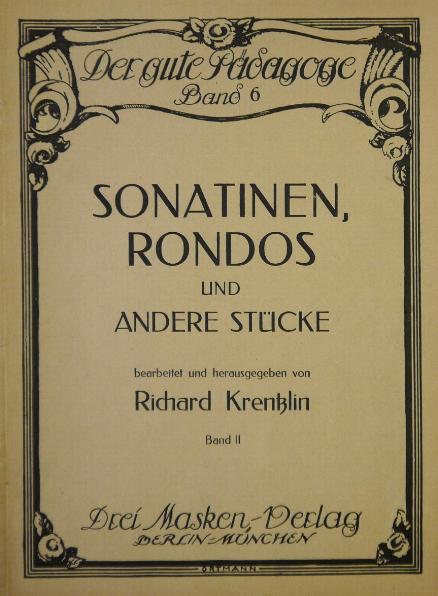 Der gute Pädagoge
Band 6
SONATINEN,
RONDOS
UND
ANDERE STÜCKE
bearbeitet und herausgegeben von
Richard Krentzlin
Band II
Drei Masken-Verlag
BERLIN-MÜNCHEN
ORTMANN